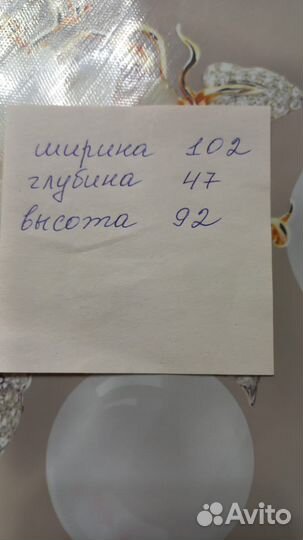 ширина 102
глубина 47
высота 92
Avito